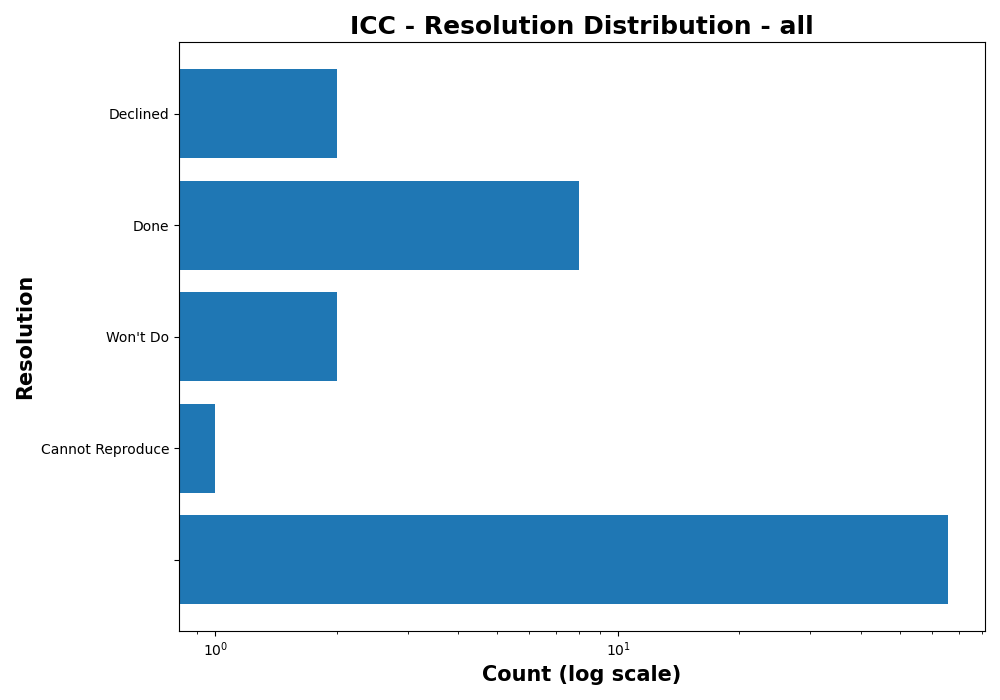 ICC - Resolution Distribution - all
Resolution
Declined
Done
Won't Do
Cannot Reproduce
10⁰
10¹
Count (log scale)